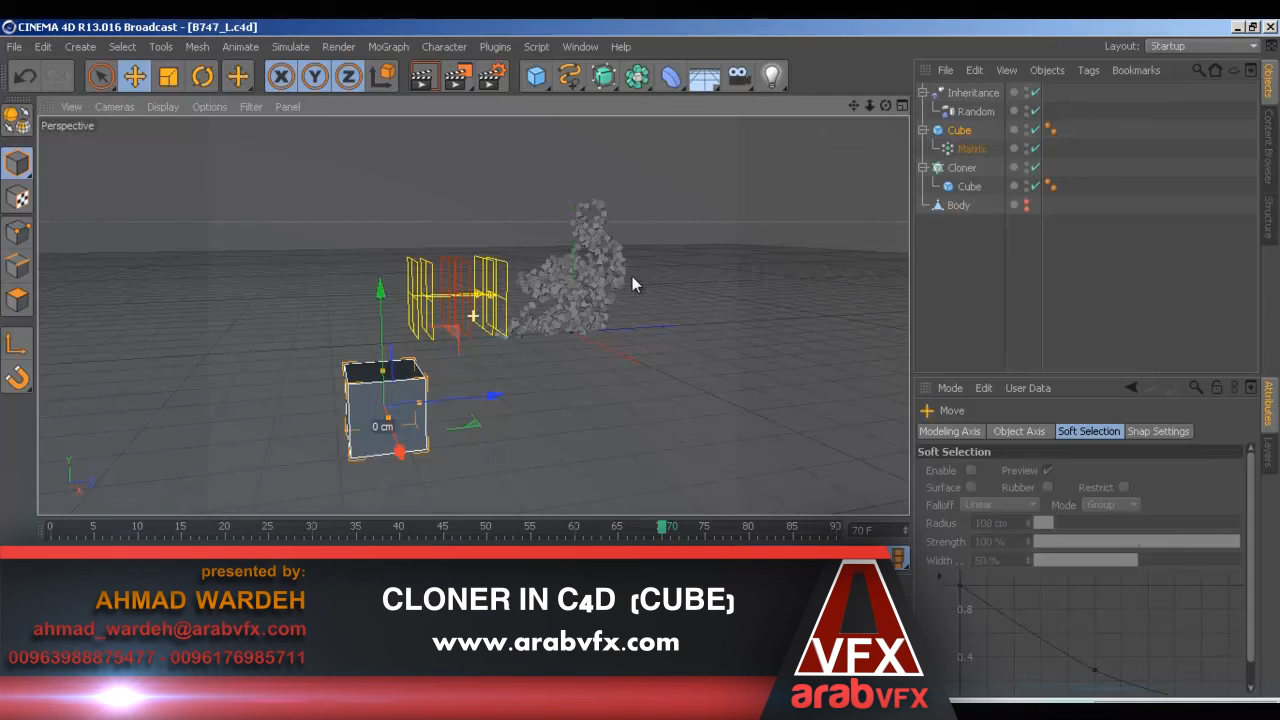 CINEMA 4D R13.016 Broadcast - [B747_L.c4d]
File Edit Create Select Tools Mesh Animate Simulate Render MoGraph Character Plugins Script Window Help
Layout: Startup
View Cameras Display Options Filter Panel
Perspective
0 cm
Y
X
0 5 10 15 20 25 30 35 40 45 50 55 60 65 70 75 80 85 90 70 F
File Edit View Objects Tags Bookmarks
Inheritance
Random
Cube
Matrix
Cloner
Cube
Body
Objects
Content Browser
Structure
Mode Edit User Data
Move
Modeling Axis Object Axis Soft Selection Snap Settings
Soft Selection
Enable Preview
Surface Rubber Restrict
Falloff Linear Mode Group
Radius 100 cm
Strength 100 %
Width . . 50 %
0.8
0.4
Attributes
Layers
presented by:
AHMAD WARDEH
ahmad_wardeh@arabvfx.com
00963988875477 - 0096176985711
CLONER IN C4D (CUBE)
www.arabvfx.com
VFX
arabVFX